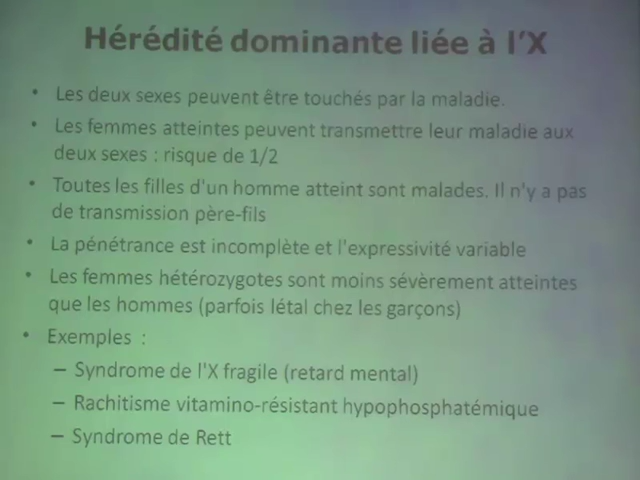 Hérédité dominante liée à l'X
• Les deux sexes peuvent être touchés par la maladie.
• Les femmes atteintes peuvent transmettre leur maladie aux
deux sexes : risque de 1/2
• Toutes les filles d'un homme atteint sont malades. Il n'y a pas
de transmission père-fils
• La pénétrance est incomplète et l'expressivité variable
• Les femmes hétérozygotes sont moins sévèrement atteintes
que les hommes (parfois létal chez les garçons)
• Exemples :
– Syndrome de l'X fragile (retard mental)
– Rachitisme vitamino-résistant hypophosphatémique
– Syndrome de Rett